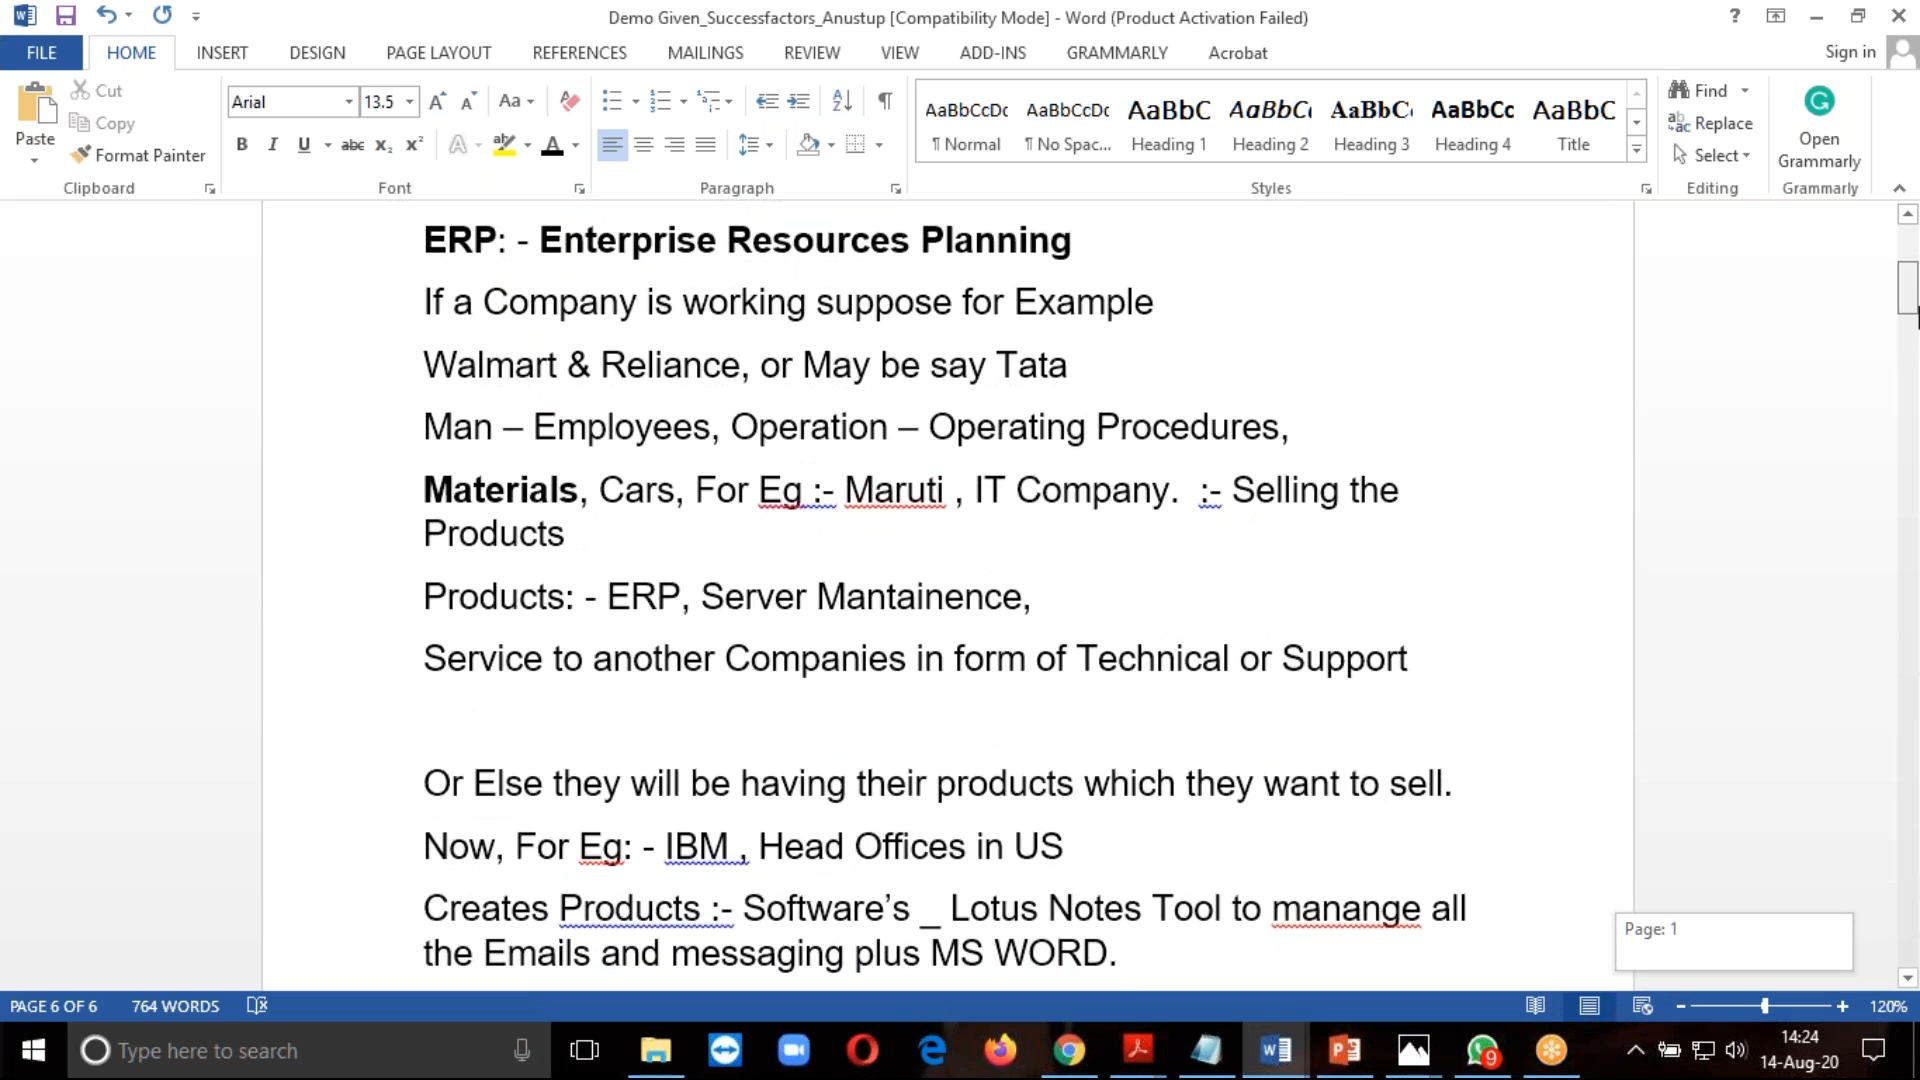 Demo Given_Successfactors_Anustup [Compatibility Mode] - Word (Product Activation Failed)
FILE HOME INSERT DESIGN PAGE LAYOUT REFERENCES MAILINGS REVIEW VIEW ADD-INS GRAMMARLY Acrobat Sign in
Paste
Cut
Copy
Format Painter
Clipboard
Arial 13.5
Font
Paragraph
AaBbCcDc AaBbCcDc AaBbC AaBbC AaBbC AaBbCc AaBbC
¶ Normal ¶ No Spac... Heading 1 Heading 2 Heading 3 Heading 4 Title
Styles
Find
Replace
Select
Editing
Open
Grammarly
Grammarly
ERP: - Enterprise Resources Planning
If a Company is working suppose for Example
Walmart & Reliance, or May be say Tata
Man – Employees, Operation – Operating Procedures,
Materials, Cars, For Eg :- Maruti , IT Company. :- Selling the
Products
Products: - ERP, Server Mantainence,
Service to another Companies in form of Technical or Support
Or Else they will be having their products which they want to sell.
Now, For Eg: - IBM , Head Offices in US
Creates Products :- Software’s _ Lotus Notes Tool to manange all
the Emails and messaging plus MS WORD.
Page: 1
PAGE 6 OF 6 764 WORDS 120%
Type here to search
9
14:24
14-Aug-20